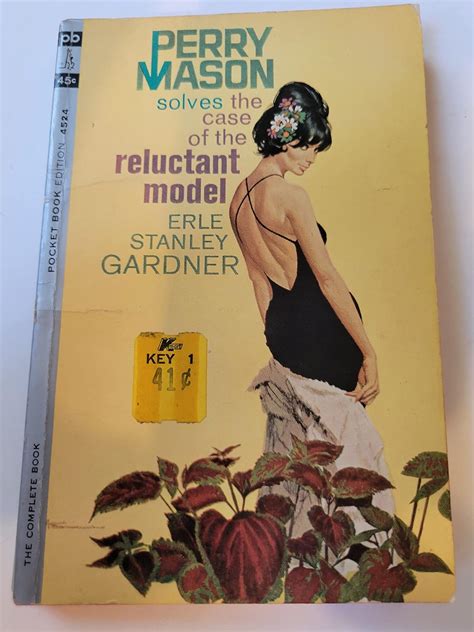 pb
45c
POCKET BOOK EDITION 4524
THE COMPLETE BOOK
PERRY
MASON
solves the
case
of the
reluctant
model
ERLE
STANLEY
GARDNER
KEY 1
41¢